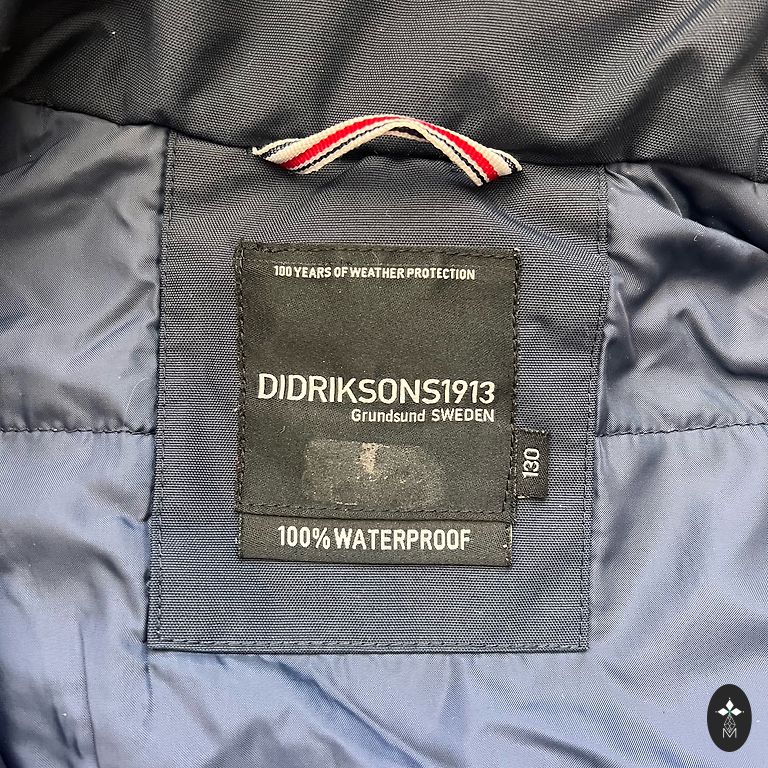 100 YEARS OF WEATHER PROTECTION
DIDRIKSONS1913
Grundsund SWEDEN
130
100% WATERPROOF
M